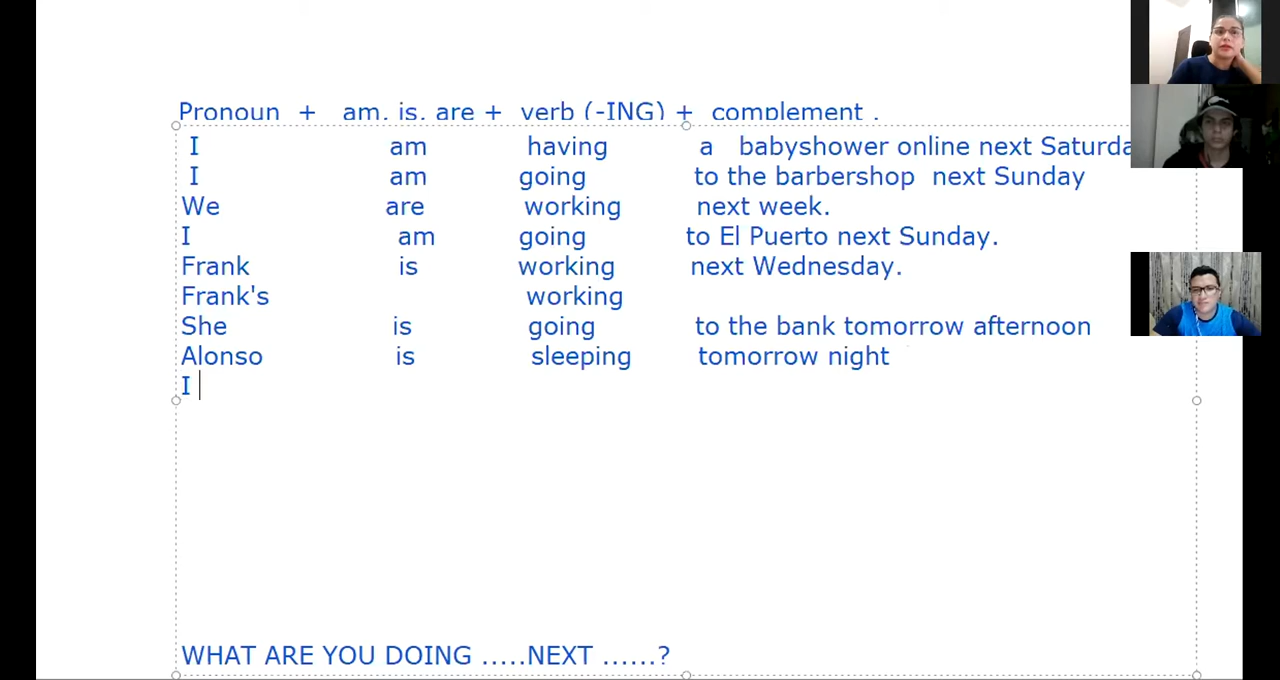 Pronoun + am, is, are + verb (-ING) + complement .
I am having a babyshower online next
I am going to the barbershop next Sunday
We are working next week.
I am going to El Puerto next Sunday.
Frank is working next Wednesday.
Frank's working
She is going to the bank tomorrow afternoon
Alonso is sleeping tomorrow night
I
WHAT ARE YOU DOING .....NEXT ......?